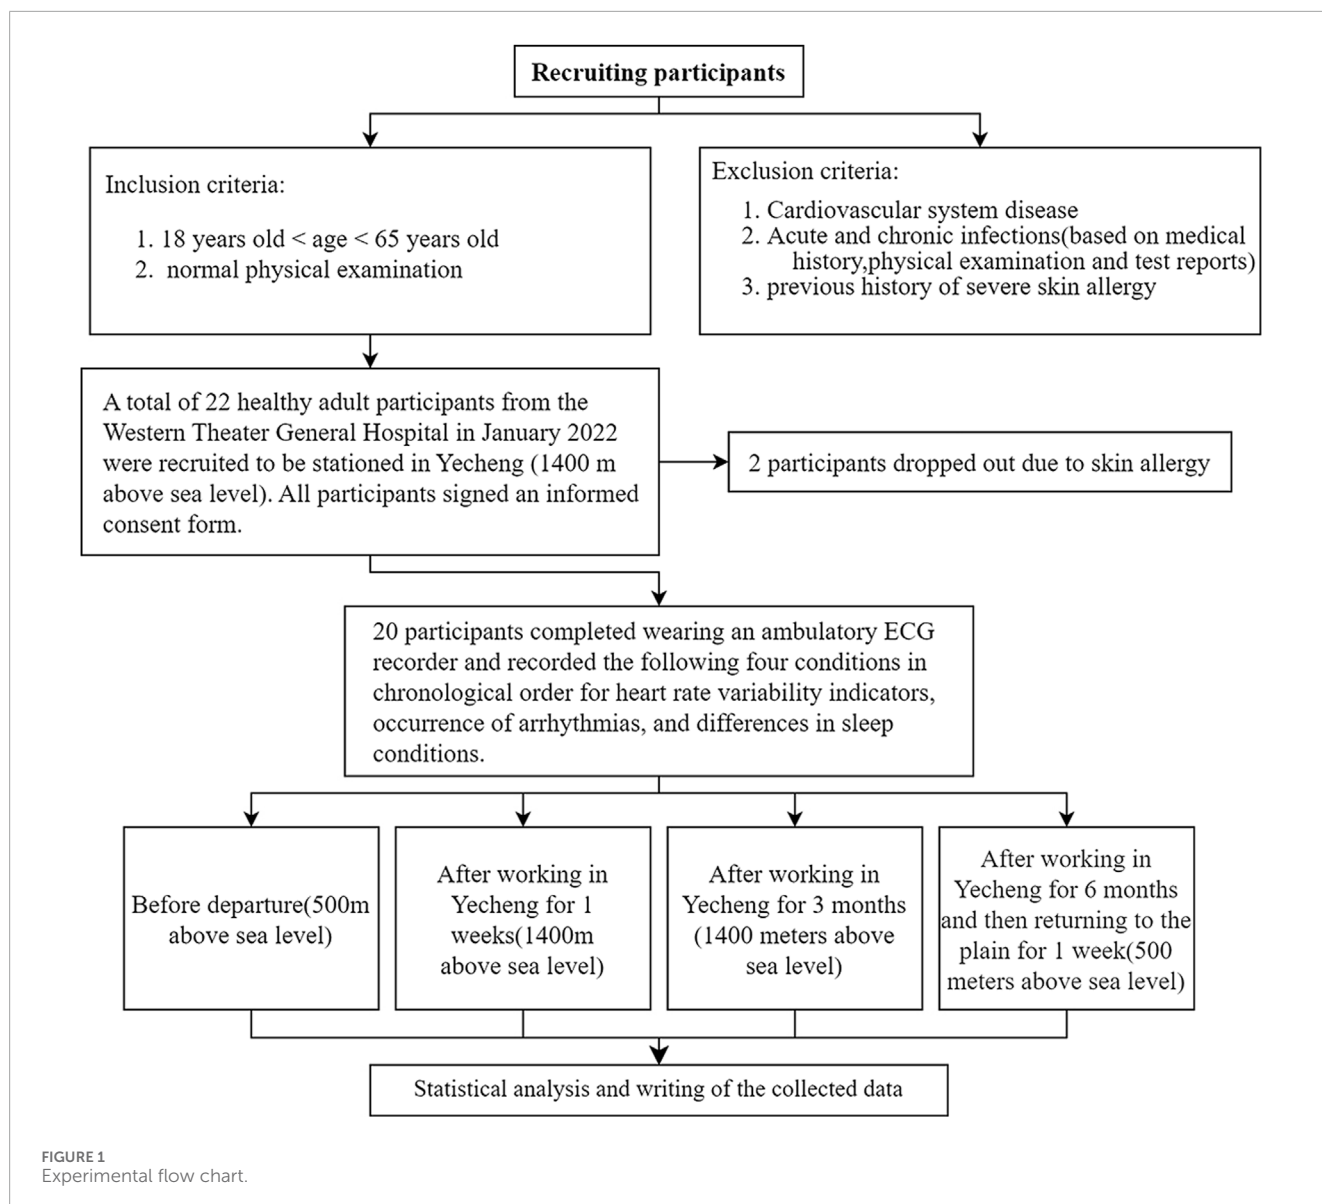 Recruiting participants
Inclusion criteria:
1. 18 years old < age < 65 years old
2. normal physical examination
Exclusion criteria:
1. Cardiovascular system disease
2. Acute and chronic infections(based on medical
history,physical examination and test reports)
3. previous history of severe skin allergy
A total of 22 healthy adult participants from the
Western Theater General Hospital in January 2022
were recruited to be stationed in Yecheng (1400 m
above sea level). All participants signed an informed
consent form.
2 participants dropped out due to skin allergy
20 participants completed wearing an ambulatory ECG
recorder and recorded the following four conditions in
chronological order for heart rate variability indicators,
occurrence of arrhythmias, and differences in sleep
conditions.
Before departure(500m
above sea level)
After working in
Yecheng for 1
weeks(1400m
above sea level)
After working in
Yecheng for 3 months
(1400 meters above
sea level)
After working in
Yecheng for 6 months
and then returning to the
plain for 1 week(500
meters above sea level)
Statistical analysis and writing of the collected data
FIGURE 1
Experimental flow chart.